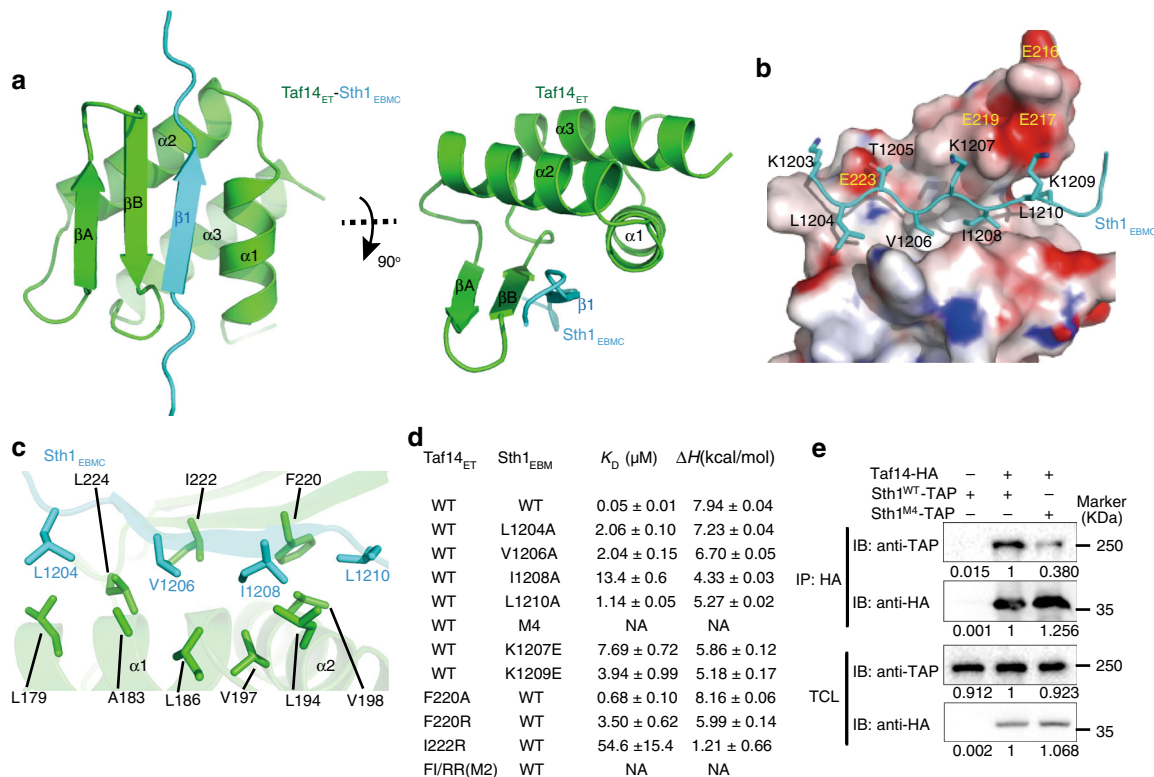 a
Taf14ET-Sth1EBMC
α2
βB
β1
βA
α3
α1
90°
Taf14ET
α3
α2
α1
βA
βB
β1
Sth1EBMC
b
E216
E219 E217
K1203
T1205
K1207
E223
K1209
L1204
L1210
V1206
I1208
Sth1EBMC
c
Sth1EBMC
L224
I222
F220
L1204
V1206
I1208
L1210
α1
α2
L179
A183
L186
V197
L194
V198
d
Taf14ET Sth1EBM KD (μM) ΔH(kcal/mol)
WT WT 0.05 ± 0.01 7.94 ± 0.04
WT L1204A 2.06 ± 0.10 7.23 ± 0.04
WT V1206A 2.04 ± 0.15 6.70 ± 0.05
WT I1208A 13.4 ± 0.6 4.33 ± 0.03
WT L1210A 1.14 ± 0.05 5.27 ± 0.02
WT M4 NA NA
WT K1207E 7.69 ± 0.72 5.86 ± 0.12
WT K1209E 3.94 ± 0.99 5.18 ± 0.17
F220A WT 0.68 ± 0.10 8.16 ± 0.06
F220R WT 3.50 ± 0.62 5.99 ± 0.14
I222R WT 54.6 ±15.4 1.21 ± 0.66
FI/RR(M2) WT NA NA
e
Taf14-HA – + +
Sth1WT-TAP + + –
Sth1M4-TAP – – +
Marker
(KDa)
IP: HA
IB: anti-TAP 250
0.015 1 0.380
IB: anti-HA 35
0.001 1 1.256
TCL
IB: anti-TAP 250
0.912 1 0.923
IB: anti-HA 35
0.002 1 1.068